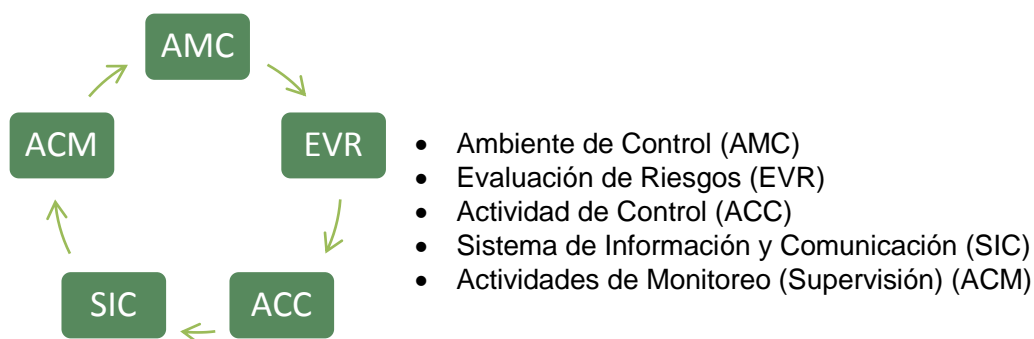 AMC
EVR
ACC
SIC
ACM
• Ambiente de Control (AMC)
• Evaluación de Riesgos (EVR)
• Actividad de Control (ACC)
• Sistema de Información y Comunicación (SIC)
• Actividades de Monitoreo (Supervisión) (ACM)